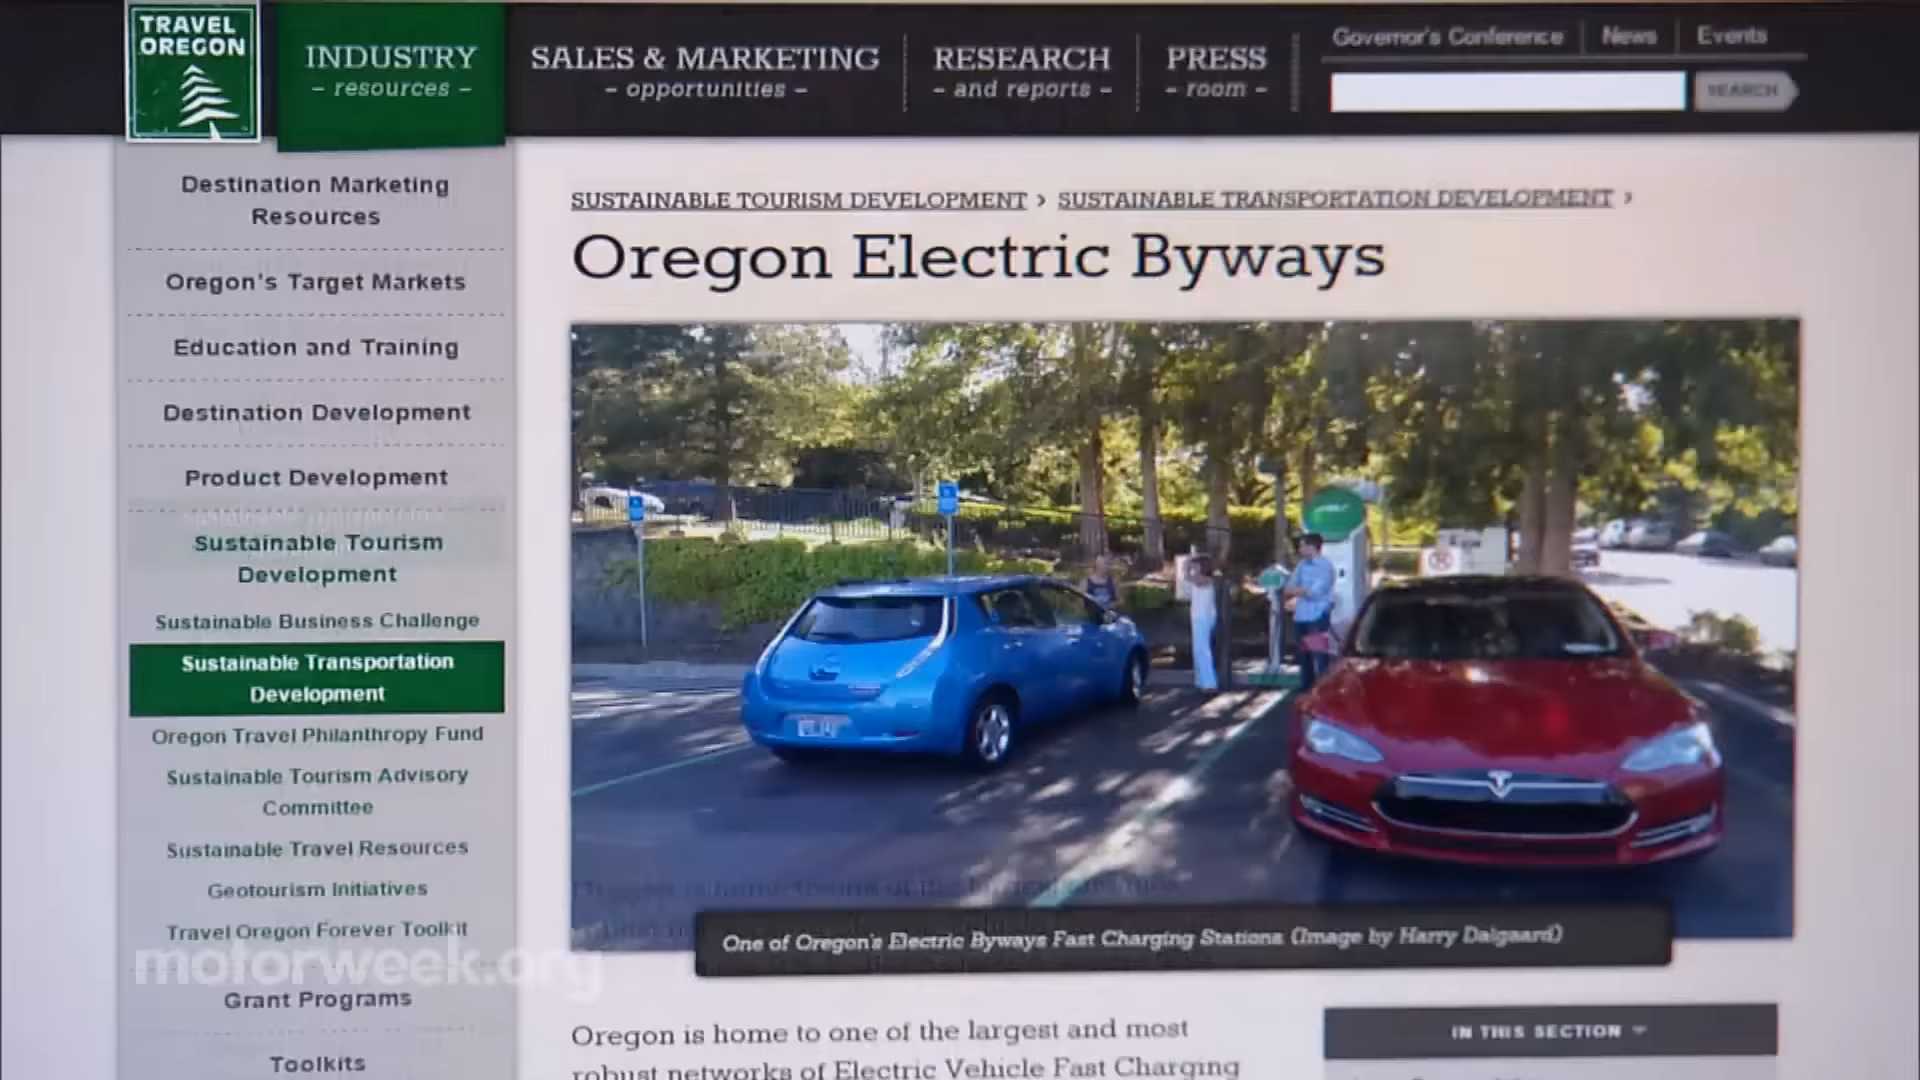 TRAVEL
OREGON
INDUSTRY
– resources –
SALES & MARKETING
– opportunities –
RESEARCH
– and reports –
PRESS
– room –
Governor's Conference
News
Events
SEARCH
Destination Marketing
Resources
Oregon's Target Markets
Education and Training
Destination Development
Product Development
Sustainable Tourism
Development
Sustainable Business Challenge
Sustainable Transportation
Development
Oregon Travel Philanthropy Fund
Sustainable Tourism Advisory
Committee
Sustainable Travel Resources
Geotourism Initiatives
Travel Oregon Forever Toolkit
Grant Programs
Toolkits
SUSTAINABLE TOURISM DEVELOPMENT › SUSTAINABLE TRANSPORTATION DEVELOPMENT ›
Oregon Electric Byways
One of Oregon's Electric Byways Fast Charging Stations (Image by Harry Dalgaard)
Oregon is home to one of the largest and most
robust networks of Electric Vehicle Fast Charging
IN THIS SECTION
motorweek.org